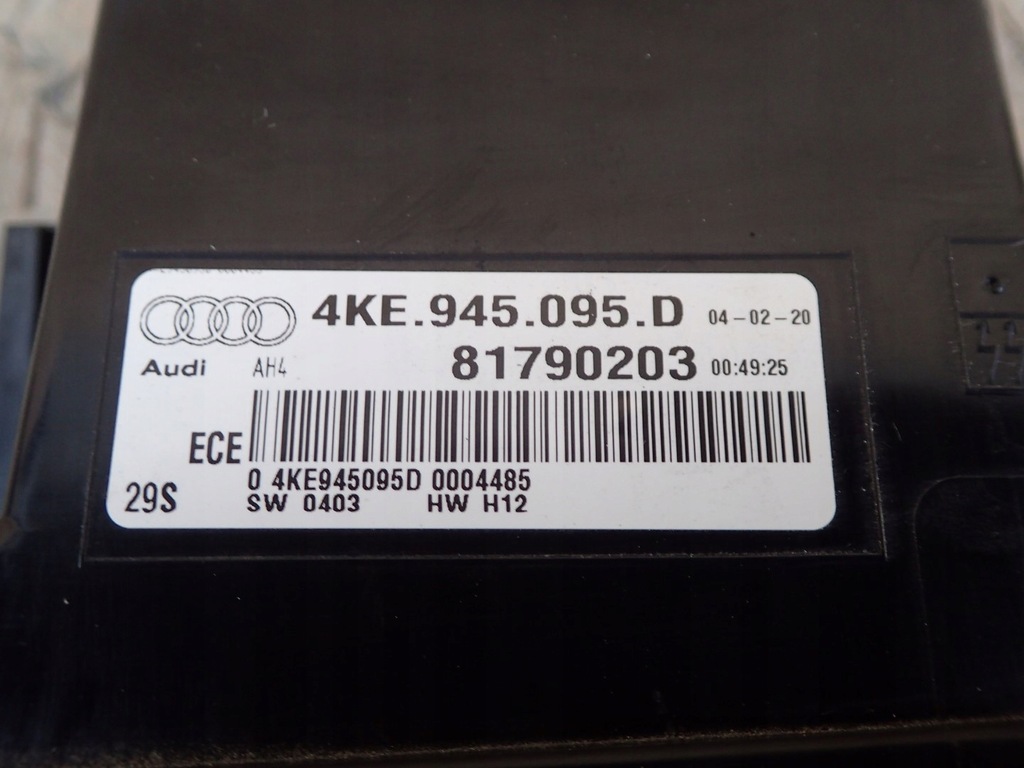 4KE.945.095.D 04-02-20
Audi AH4 81790203 00:49:25
ECE
0 4KE945095D 0004485
29S SW 0403 HW H12